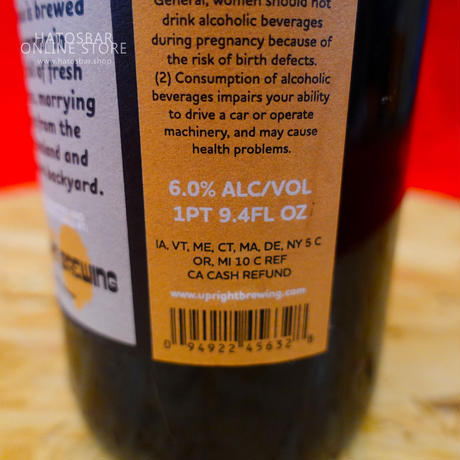 HATOSBAR
ONLINE STORE
www.hatosbar.shop
is brewed
of fresh
marrying
from the
and
backyard.
BREWING
General, women should not
drink alcoholic beverages
during pregnancy because of
the risk of birth defects.
(2) Consumption of alcoholic
beverages impairs your ability
to drive a car or operate
machinery, and may cause
health problems.
6.0% ALC/VOL
1PT 9.4FL OZ
IA, VT, ME, CT, MA, DE, NY 5 C
OR, MI 10 C REF
CA CASH REFUND
www.uprightbrewing.com
0 94922 45632 8